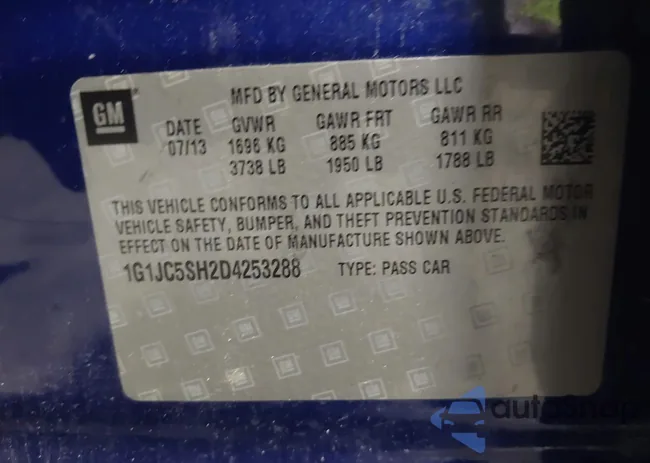 GM
MFD BY GENERAL MOTORS LLC
DATE GVWR GAWR FRT GAWR RR
07/13 1696 KG 885 KG 811 KG
3738 LB 1950 LB 1788 LB
THIS VEHICLE CONFORMS TO ALL APPLICABLE U.S. FEDERAL MOTOR
VEHICLE SAFETY, BUMPER, AND THEFT PREVENTION STANDARDS IN
EFFECT ON THE DATE OF MANUFACTURE SHOWN ABOVE.
1G1JC5SH2D4253288 TYPE: PASS CAR
autoSnap